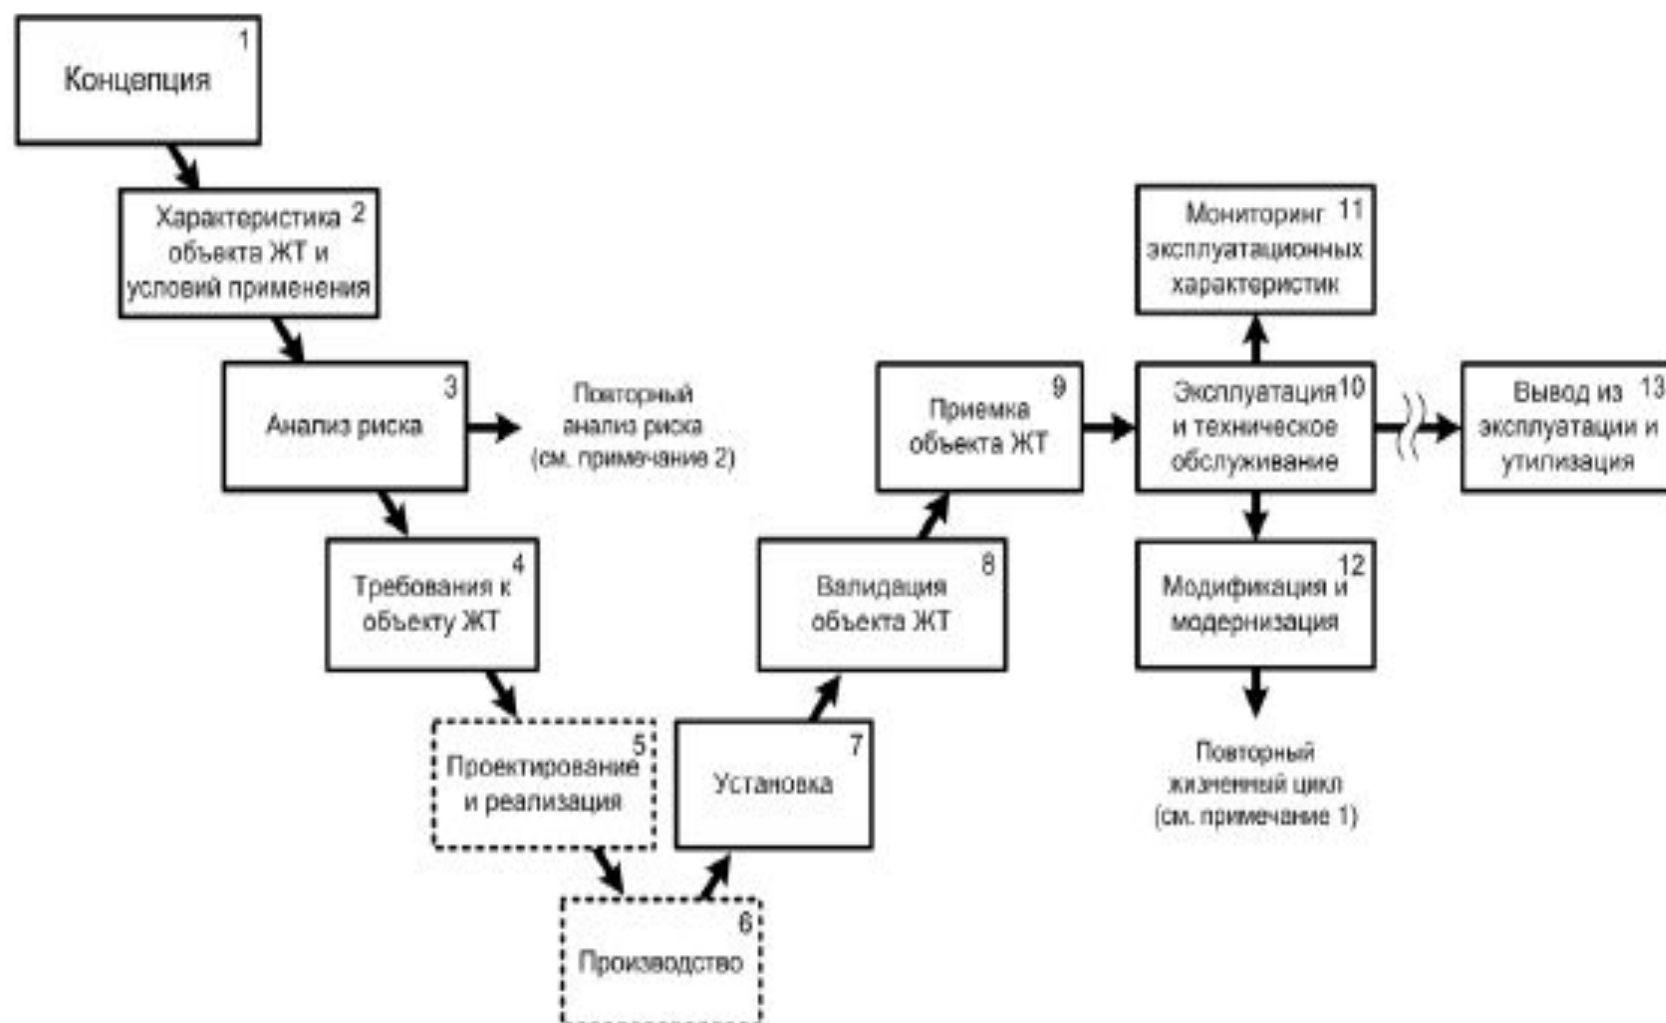 1
Концепция
Характеристика 2
объекта ЖТ и
условий применения
3
Анализ риска
Повторный
анализ риска
(см. примечание 2)
4
Требования к
объекту ЖТ
5
Проектирование
и реализация
6
Производство
7
Установка
8
Валидация
объекта ЖТ
9
Приемка
объекта ЖТ
Эксплуатация 10
и техническое
обслуживание
Мониторинг 11
эксплуатационных
характеристик
12
Модификация и
модернизация
Повторный
жизненный цикл
(см. примечание 1)
Вывод из 13
эксплуатации и
утилизация